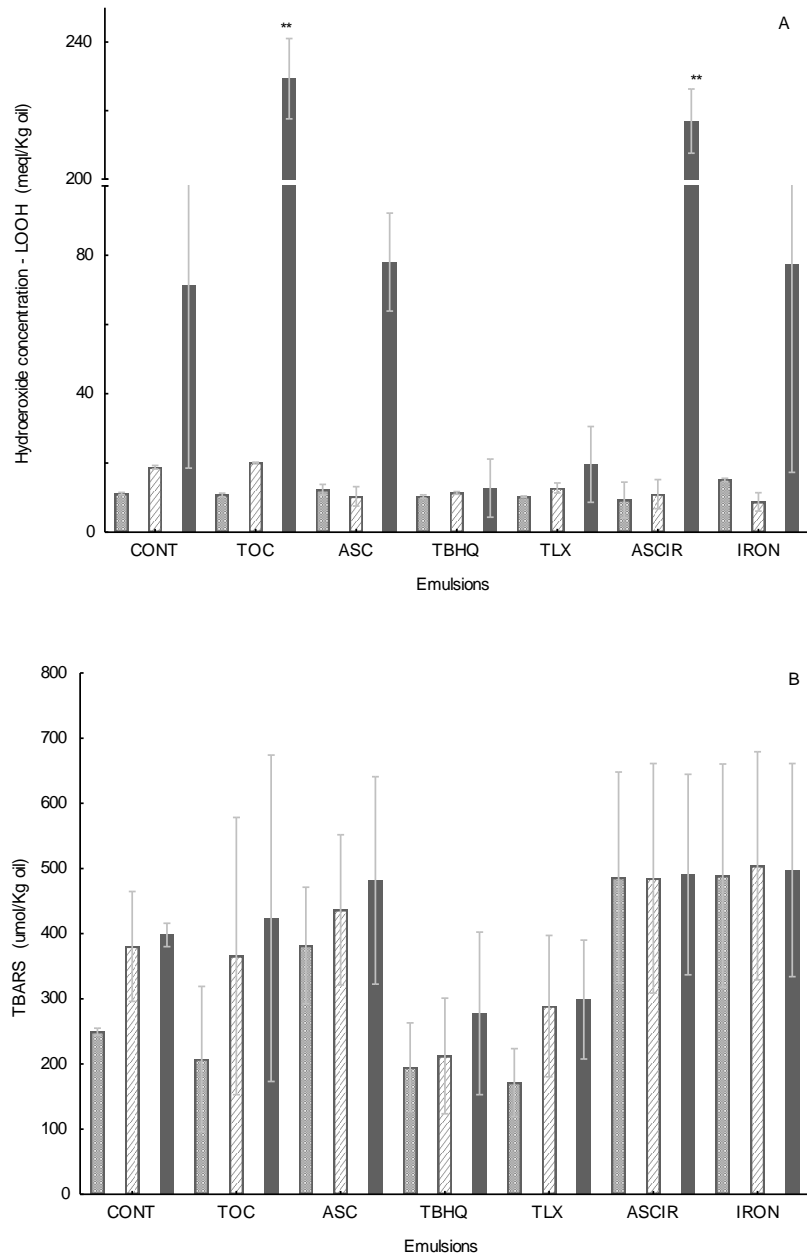 A
**
**
240
200
80
40
0
Hydroeroxide concentration - LOOH (meql/Kg oil)
CONT TOC ASC TBHQ TLX ASCIR IRON
Emulsions
B
800
700
600
500
400
300
200
100
0
TBARS (umol/Kg oil)
CONT TOC ASC TBHQ TLX ASCIR IRON
Emulsions